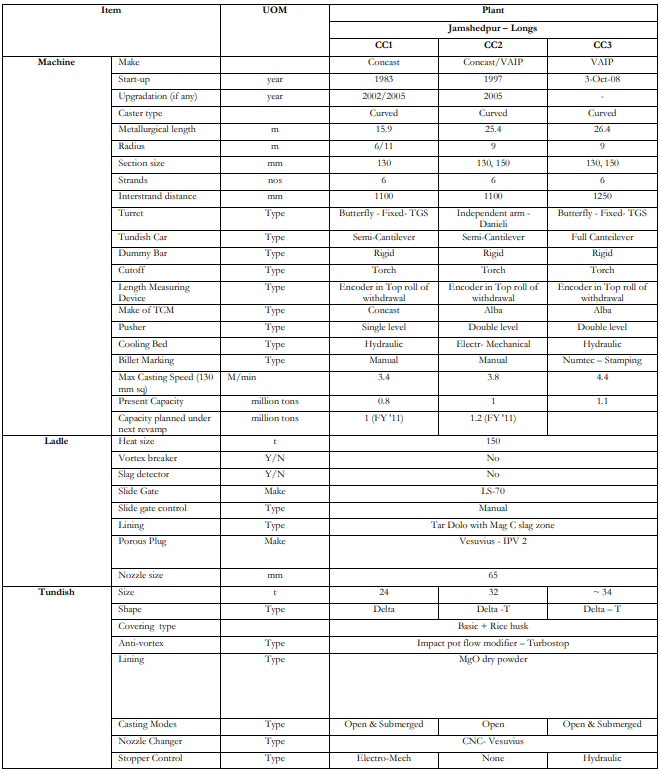 Item UOM Plant
Jamshedpur – Longs
CC1 CC2 CC3
Machine Make Concast Concast/VAIP VAIP
Start-up year 1983 1997 3-Oct-08
Upgradation (if any) year 2002/2005 2005 -
Caster type Curved Curved Curved
Metallurgical length m 15.9 25.4 26.4
Radius m 6/11 9 9
Section size mm 130 130, 150 130, 150
Strands nos 6 6 6
Interstrand distance mm 1100 1100 1250
Turret Type Butterfly - Fixed- TGS Independent arm - Butterfly - Fixed- TGS
Danieli
Tundish Car Type Semi-Cantilever Semi-Cantilever Full Canteilever
Dummy Bar Type Rigid Rigid Rigid
Cutoff Type Torch Torch Torch
Length Measuring Type Encoder in Top roll of Encoder in Top roll of Encoder in Top roll of
Device withdrawal withdrawal withdrawal
Make of TCM Type Concast Alba Alba
Pusher Type Single level Double level Double level
Cooling Bed Type Hydraulic Electr- Mechanical Hydraulic
Billet Marking Type Manual Manual Numtec – Stamping
Max Casting Speed (130 M/min 3.4 3.8 4.4
mm sq)
Present Capacity million tons 0.8 1 1.1
Capacity planned under million tons 1 (FY '11) 1.2 (FY '11)
next revamp
Ladle Heat size t 150
Vortex breaker Y/N No
Slag detector Y/N No
Slide Gate Make LS-70
Slide gate control Type Manual
Lining Type Tar Dolo with Mag C slag zone
Porous Plug Make Vesuvius - IPV 2
Nozzle size mm 65
Tundish Size t 24 32 ~ 34
Shape Type Delta Delta -T Delta – T
Covering type Basic + Rice husk
Anti-vortex Type Impact pot flow modifier – Turbostop
Lining Type MgO dry powder
Casting Modes Type Open & Submerged Open Open & Submerged
Nozzle Changer Type CNC- Vesuvius
Stopper Control Type Electro-Mech None Hydraulic